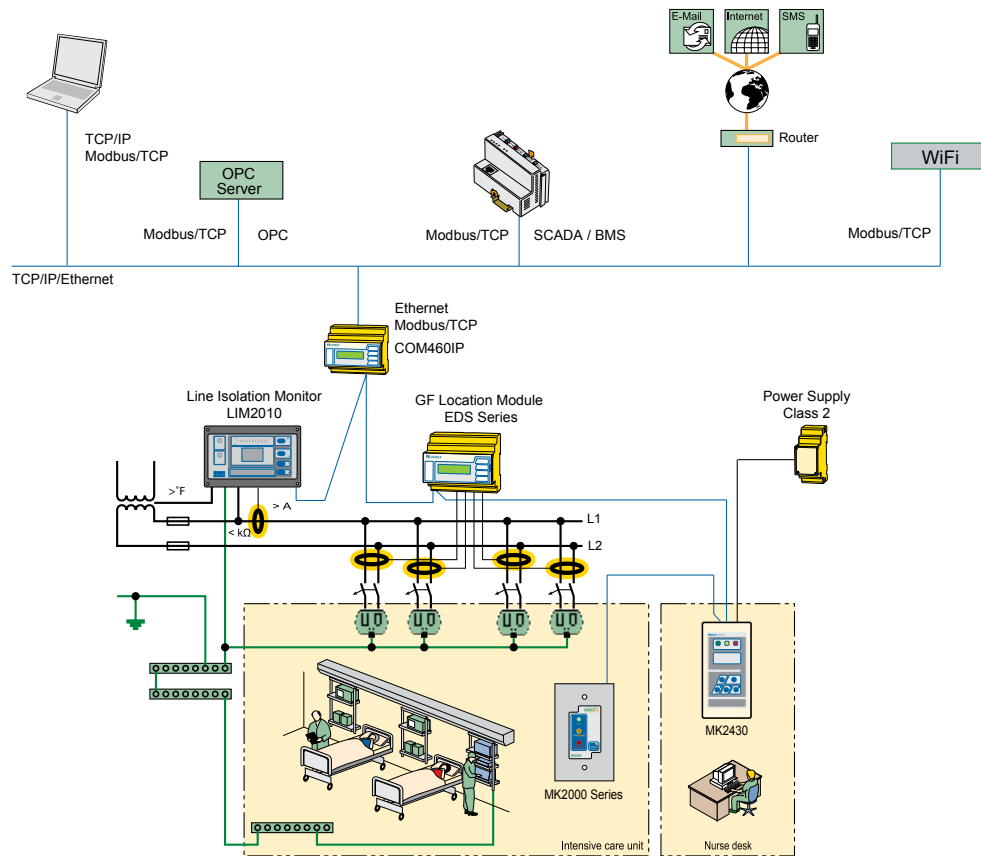 E-Mail
Internet
SMS
TCP/IP
Modbus/TCP
OPC
Server
Router
WiFi
Modbus/TCP
OPC
Modbus/TCP
SCADA / BMS
Modbus/TCP
TCP/IP/Ethernet
Ethernet
Modbus/TCP
COM460IP
Line Isolation Monitor
LIM2010
GF Location Module
EDS Series
Power Supply
Class 2
>°F
> A
< kΩ
L1
L2
MK2430
MK2000 Series
Intensive care unit
Nurse desk